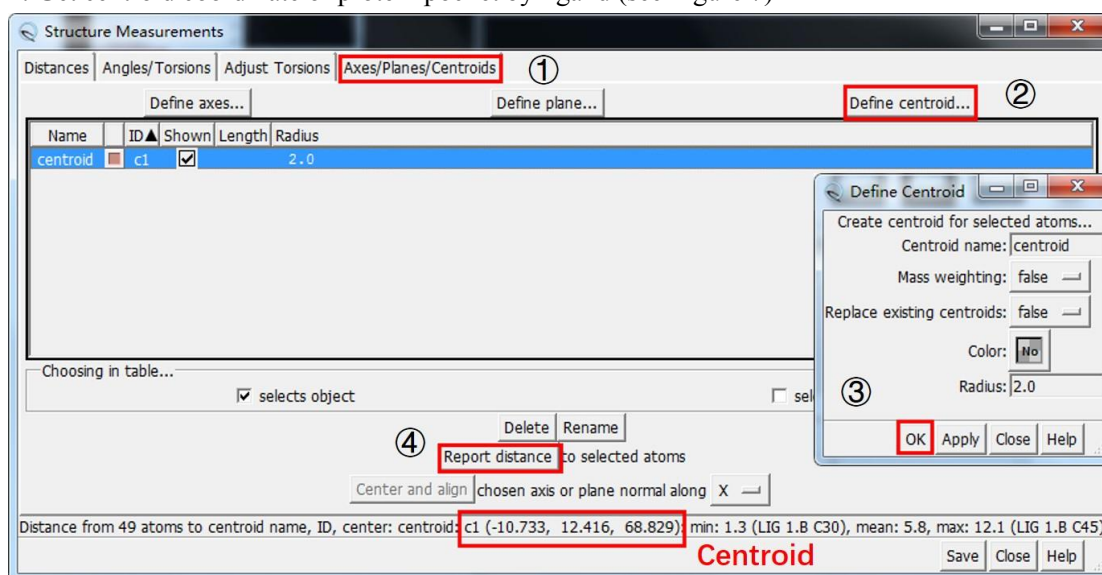 Structure Measurements
Distances Angles/Torsions Adjust Torsions Axes/Planes/Centroids ①
Define axes... Define plane... Define centroid... ②
Name ID▲ Shown Length Radius
centroid c1 2.0
Define Centroid
Create centroid for selected atoms...
Centroid name: centroid
Mass weighting: false
Replace existing centroids: false
Color: No
Radius: 2.0
③
OK Apply Close Help
Choosing in table...
selects object sel
Delete Rename
④ Report distance to selected atoms
Center and align chosen axis or plane normal along X
Distance from 49 atoms to centroid name, ID, center: centroid: c1 (-10.733, 12.416, 68.829): min: 1.3 (LIG 1.B C30), mean: 5.8, max: 12.1 (LIG 1.B C45)
Centroid
Save Close Help